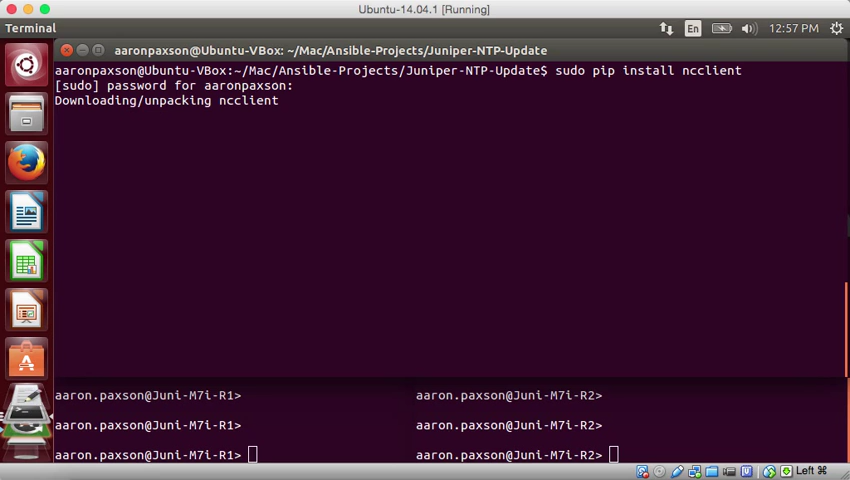 Ubuntu-14.04.1 [Running]
Terminal
En
12:57 PM
aaronpaxson@Ubuntu-VBox: ~/Mac/Ansible-Projects/Juniper-NTP-Update
aaronpaxson@Ubuntu-VBox:~/Mac/Ansible-Projects/Juniper-NTP-Update$ sudo pip install ncclient
[sudo] password for aaronpaxson:
Downloading/unpacking ncclient
aaron.paxson@Juni-M7i-R1>
aaron.paxson@Juni-M7i-R2>
aaron.paxson@Juni-M7i-R1>
aaron.paxson@Juni-M7i-R2>
aaron.paxson@Juni-M7i-R1>
aaron.paxson@Juni-M7i-R2>
Left ⌘